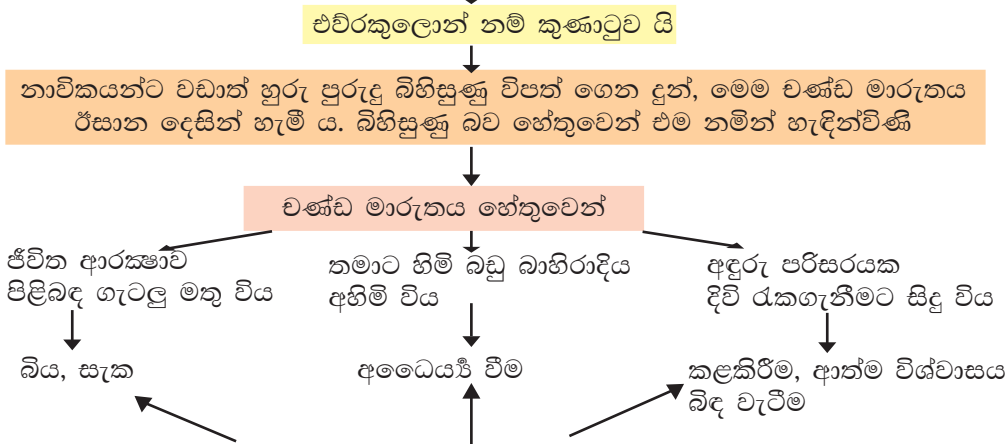 එව්රකුලොන් නම් කුණාටුව යි
නාවිකයන්ට වඩාත් හුරු පුරුදු බිහිසුණු විපත් ගෙන දුන්, මෙම චණ්ඩ මාරුතය
ඊසාන දෙසින් හැමී ය. බිහිසුණු බව හේතුවෙන් එම නමින් හැඳින්විණි
චණ්ඩ මාරුතය හේතුවෙන්
ජීවිත ආරක්‍ෂාව
පිළිබඳ ගැටලු මතු විය
තමාට හිමි බඩු බාහිරාදිය
අහිමි විය
අඳුරු පරිසරයක
දිවි රැකගැනීමට සිදු විය
බිය, සැක
අධෛර්‍ය්‍ය වීම
කළකිරීම, ආත්ම විශ්වාසය
බිඳ වැටීම